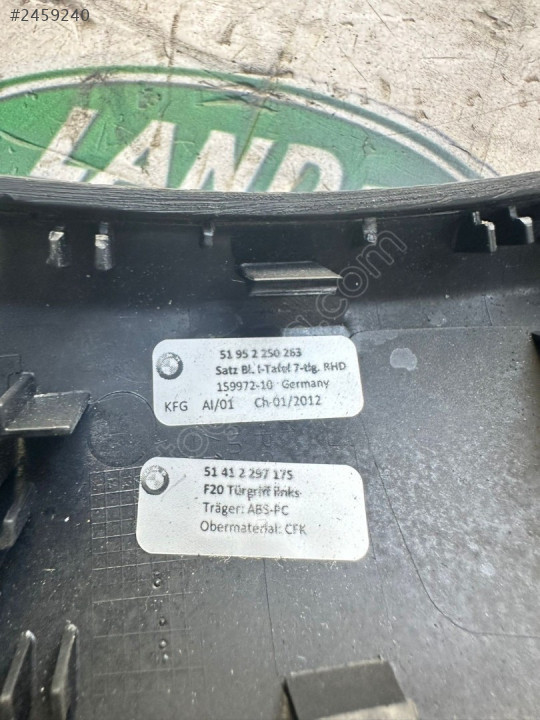 #2459240
LAND
51 95 2 250 263
Satz Bl. I-Tafel 7-tlg. RHD
159972-10 Germany
KFG AI/01 Ch-01/2012
51 41 2 297 175
F20 Türgriff links
Träger: ABS-PC
Obermaterial: CFK